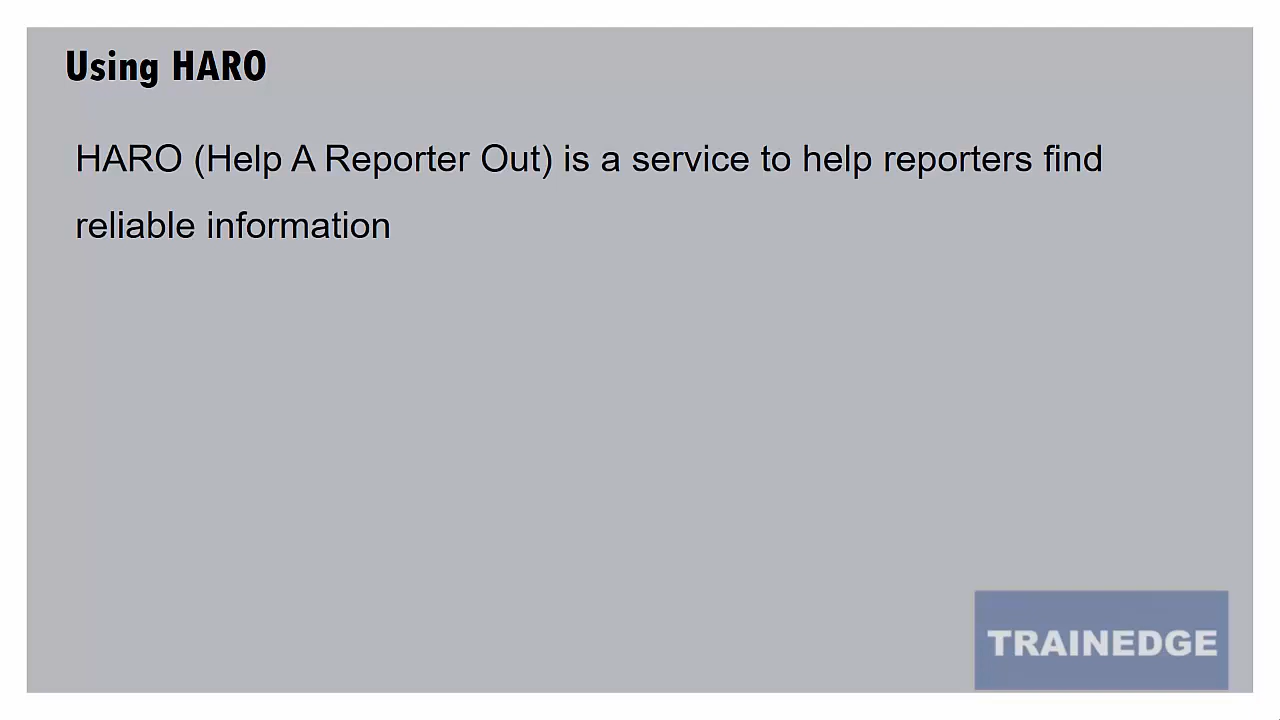 Using HARO
HARO (Help A Reporter Out) is a service to help reporters find
reliable information
TRAINEDGE